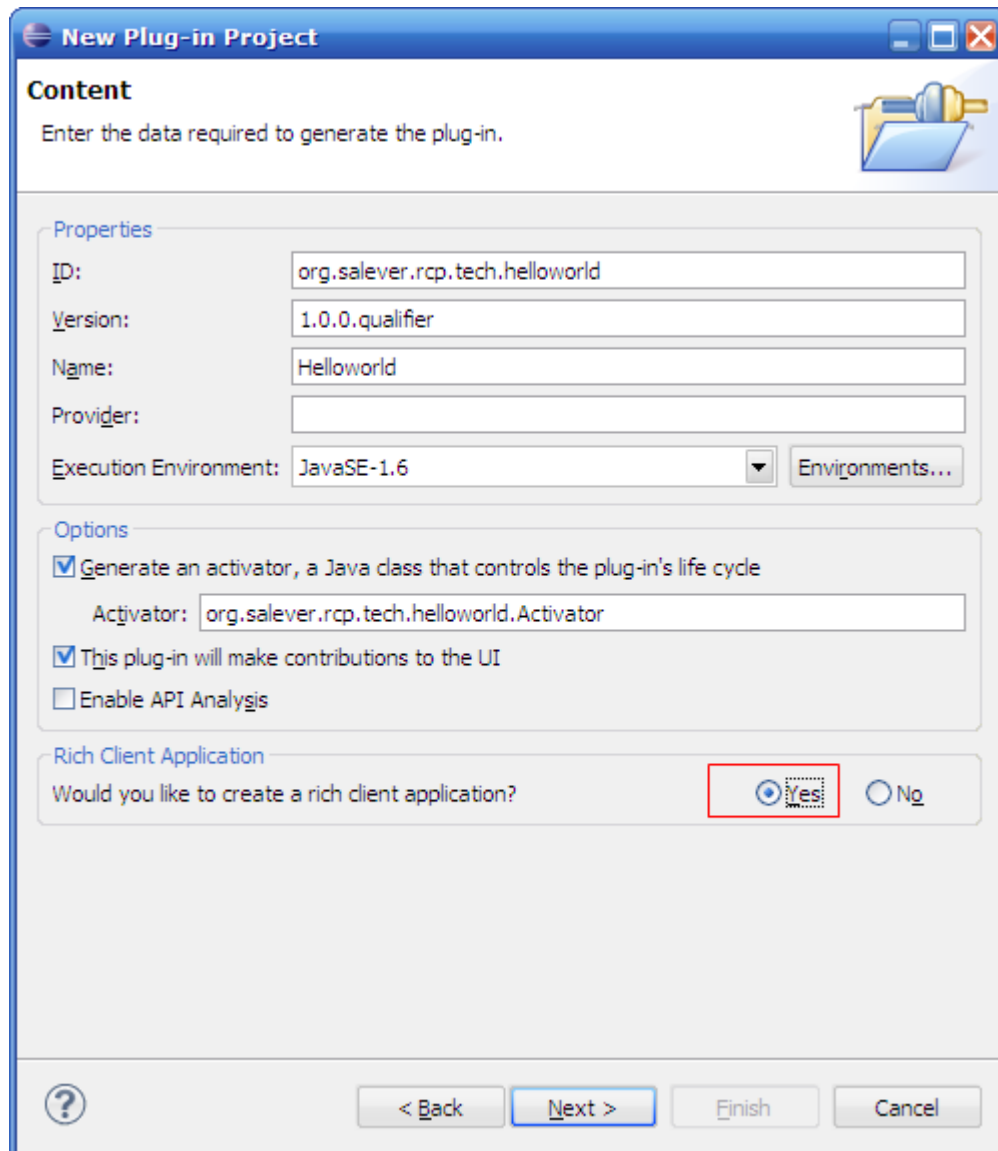 New Plug-in Project
Content
Enter the data required to generate the plug-in.
Properties
ID: org.salever.rcp.tech.helloworld
Version: 1.0.0.qualifier
Name: Helloworld
Provider:
Execution Environment: JavaSE-1.6 Environments...
Options
Generate an activator, a Java class that controls the plug-in's life cycle
Activator: org.salever.rcp.tech.helloworld.Activator
This plug-in will make contributions to the UI
Enable API Analysis
Rich Client Application
Would you like to create a rich client application? Yes No
? < Back Next > Finish Cancel